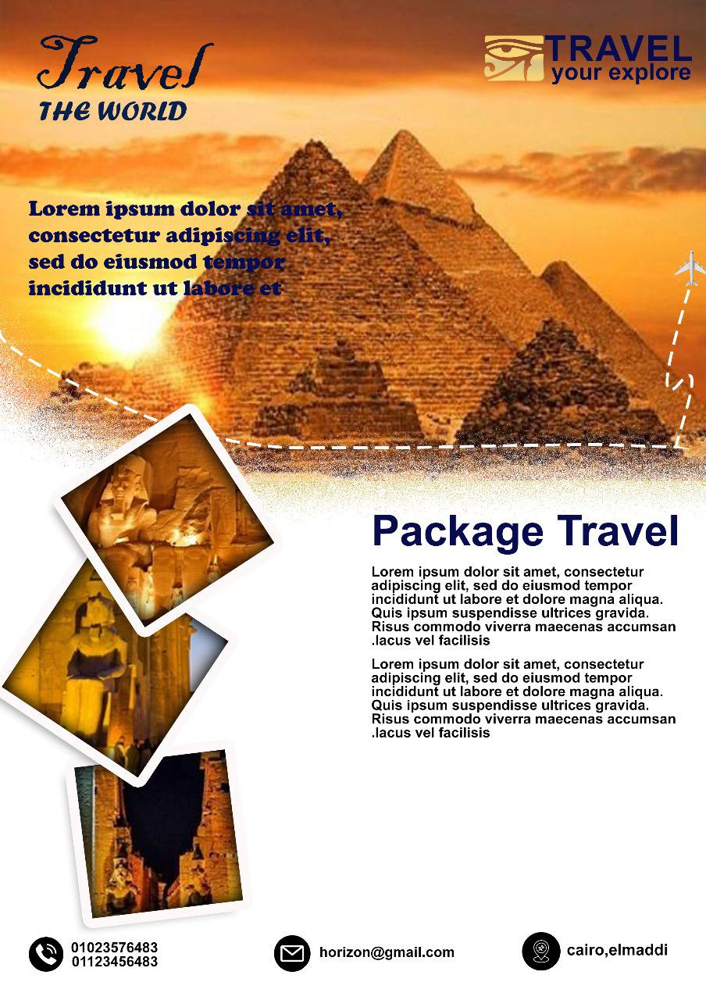 Travel
THE WORLD
TRAVEL
your explore
Lorem ipsum dolor sit amet,
consectetur adipiscing elit,
sed do eiusmod tempor
incididunt ut labore et
Package Travel
Lorem ipsum dolor sit amet, consectetur
adipiscing elit, sed do eiusmod tempor
incididunt ut labore et dolore magna aliqua.
Quis ipsum suspendisse ultrices gravida.
Risus commodo viverra maecenas accumsan
.lacus vel facilisis
Lorem ipsum dolor sit amet, consectetur
adipiscing elit, sed do eiusmod tempor
incididunt ut labore et dolore magna aliqua.
Quis ipsum suspendisse ultrices gravida.
Risus commodo viverra maecenas accumsan
.lacus vel facilisis
01023576483
01123456483
horizon@gmail.com
cairo,elmaddi